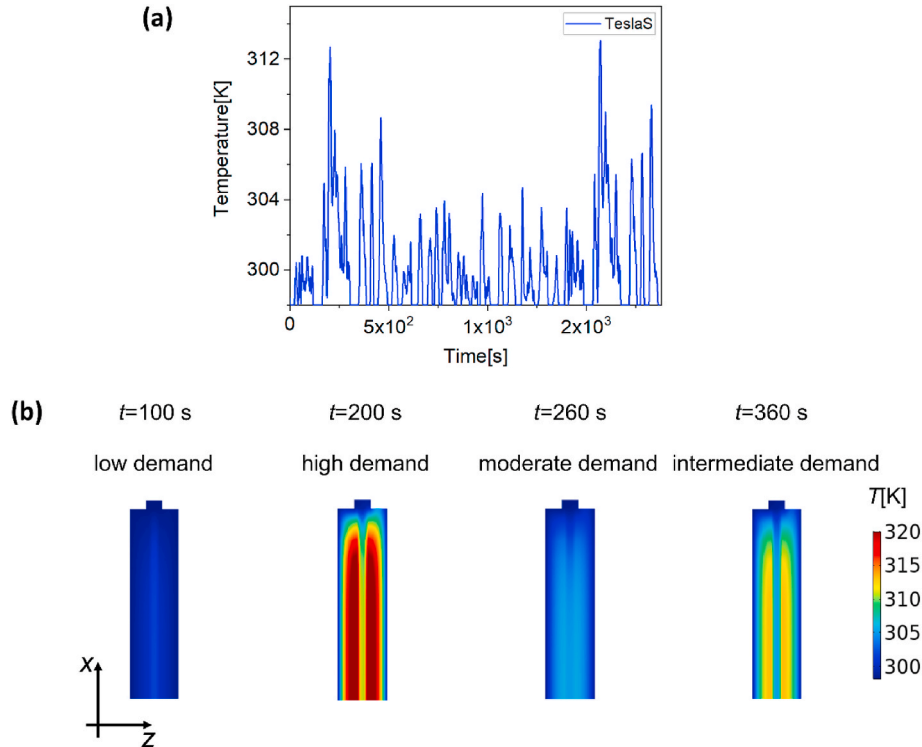 (a)
TeslaS
Temperature[K]
312
308
304
300
0
5x10²
1x10³
2x10³
Time[s]
(b)
t=100 s
t=200 s
t=260 s
t=360 s
low demand
high demand
moderate demand
intermediate demand
T[K]
320
315
310
305
300
x
z